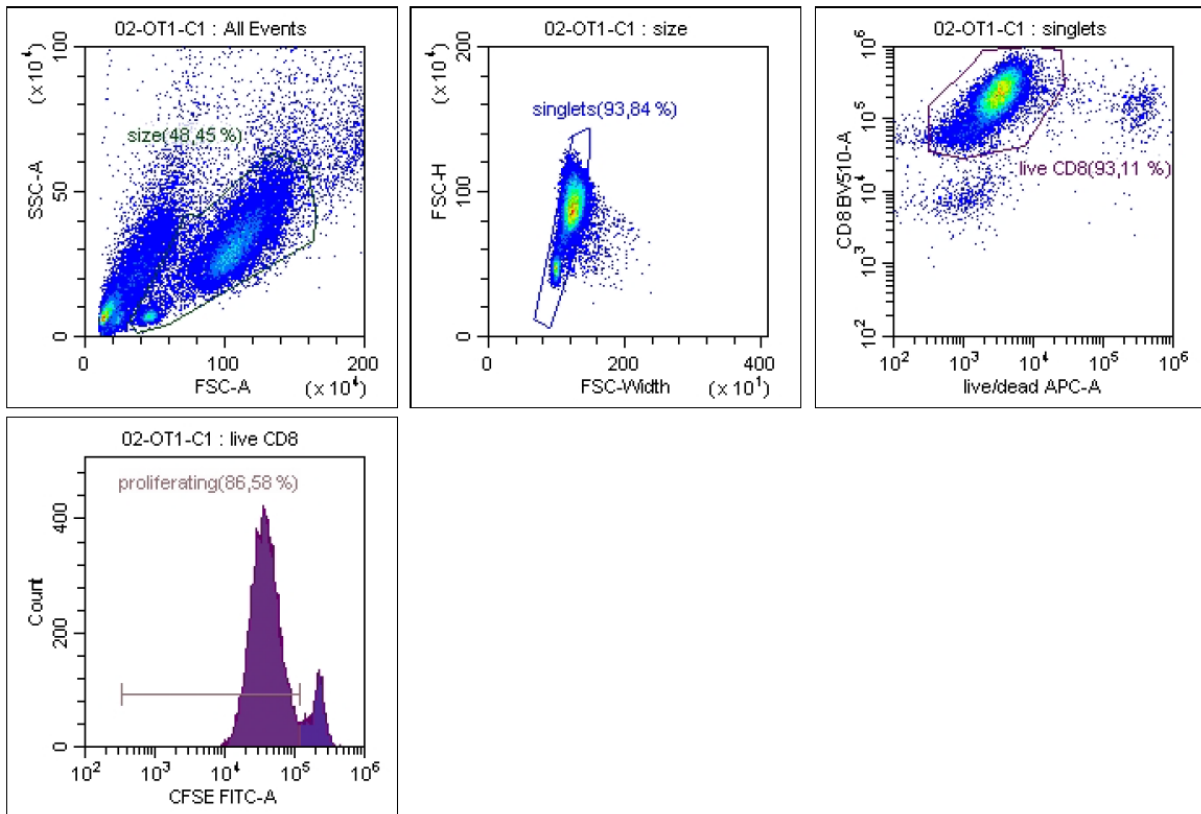 02-OT1-C1 : All Events
(x 10⁴)
SSC-A
100
50
0
size(48,45 %)
0
100
200
FSC-A
(x 10⁴)
02-OT1-C1 : size
(x 10⁴)
FSC-H
200
100
0
singlets(93,84 %)
0
200
400
FSC-Width
(x 10¹)
02-OT1-C1 : singlets
CD8 BV510-A
10⁶
10⁵
10⁴
10³
10²
live CD8(93,11 %)
10²
10³
10⁴
10⁵
10⁶
live/dead APC-A
02-OT1-C1 : live CD8
proliferating(86,58 %)
Count
400
200
0
10²
10³
10⁴
10⁵
10⁶
CFSE FITC-A